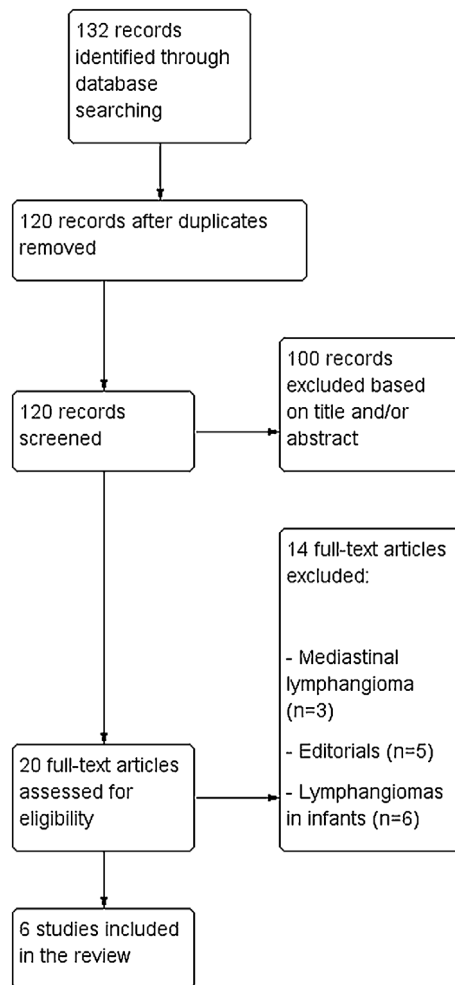 132 records
identified through
database
searching
120 records after duplicates
removed
120 records
screened
100 records
excluded based
on title and/or
abstract
14 full-text articles
excluded:
- Mediastinal
lymphangioma
(n=3)
- Editorials (n=5)
- Lymphangiomas
in infants (n=6)
20 full-text articles
assessed for
eligibility
6 studies included
in the review